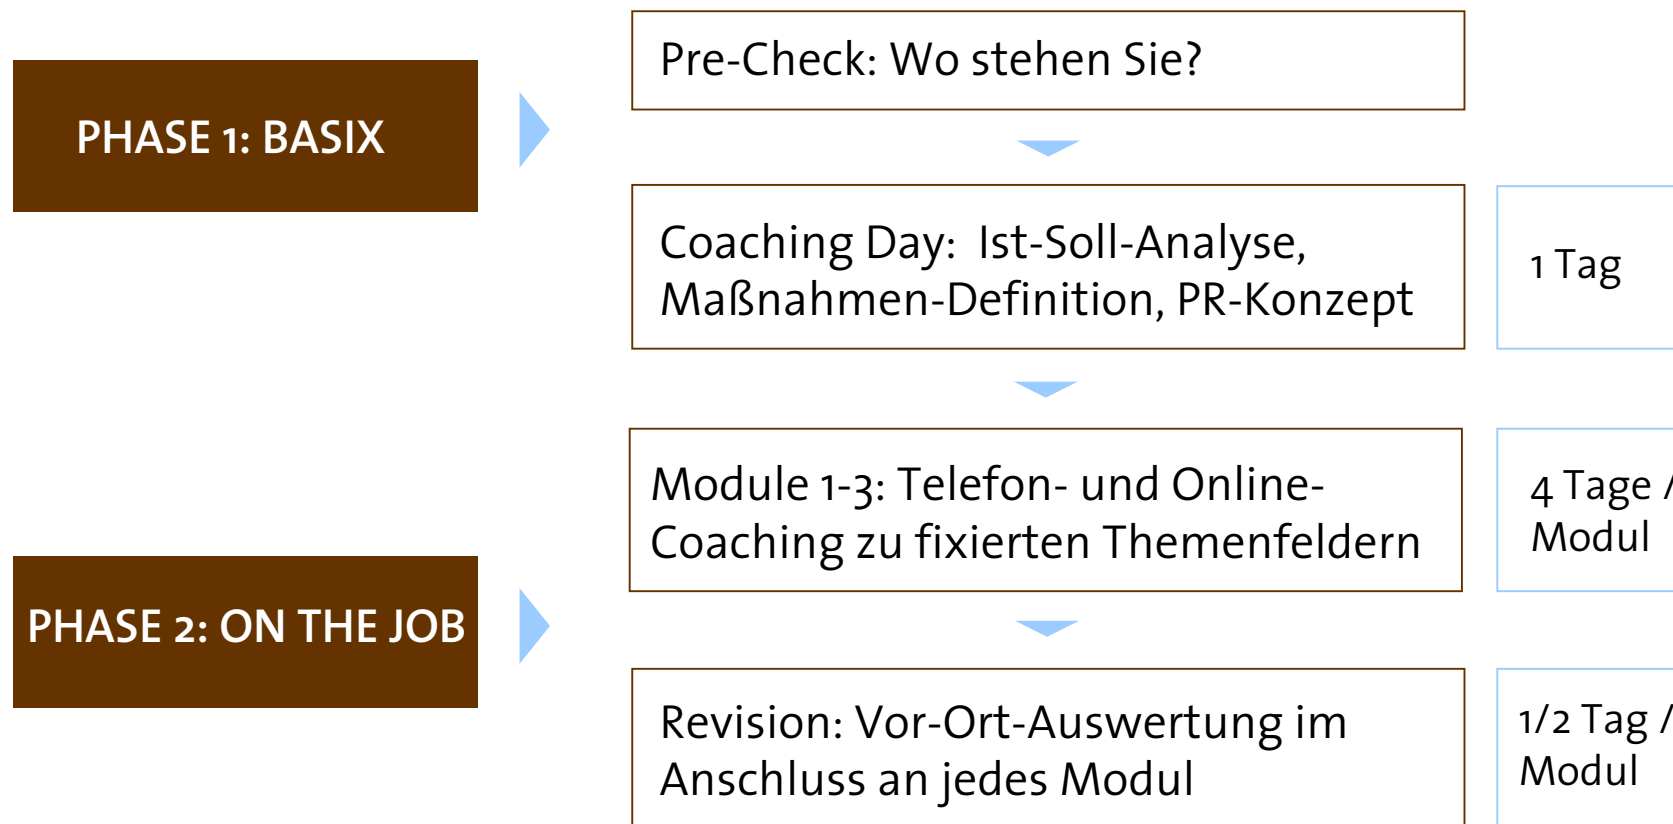 PHASE 1: BASIX
Pre-Check: Wo stehen Sie?
Coaching Day:  Ist-Soll-Analyse,
Maßnahmen-Definition, PR-Konzept
1 Tag
PHASE 2: ON THE JOB
Module 1-3: Telefon- und Online-
Coaching zu fixierten Themenfeldern
4 Tage /
Modul
Revision: Vor-Ort-Auswertung im
Anschluss an jedes Modul
1/2 Tag /
Modul